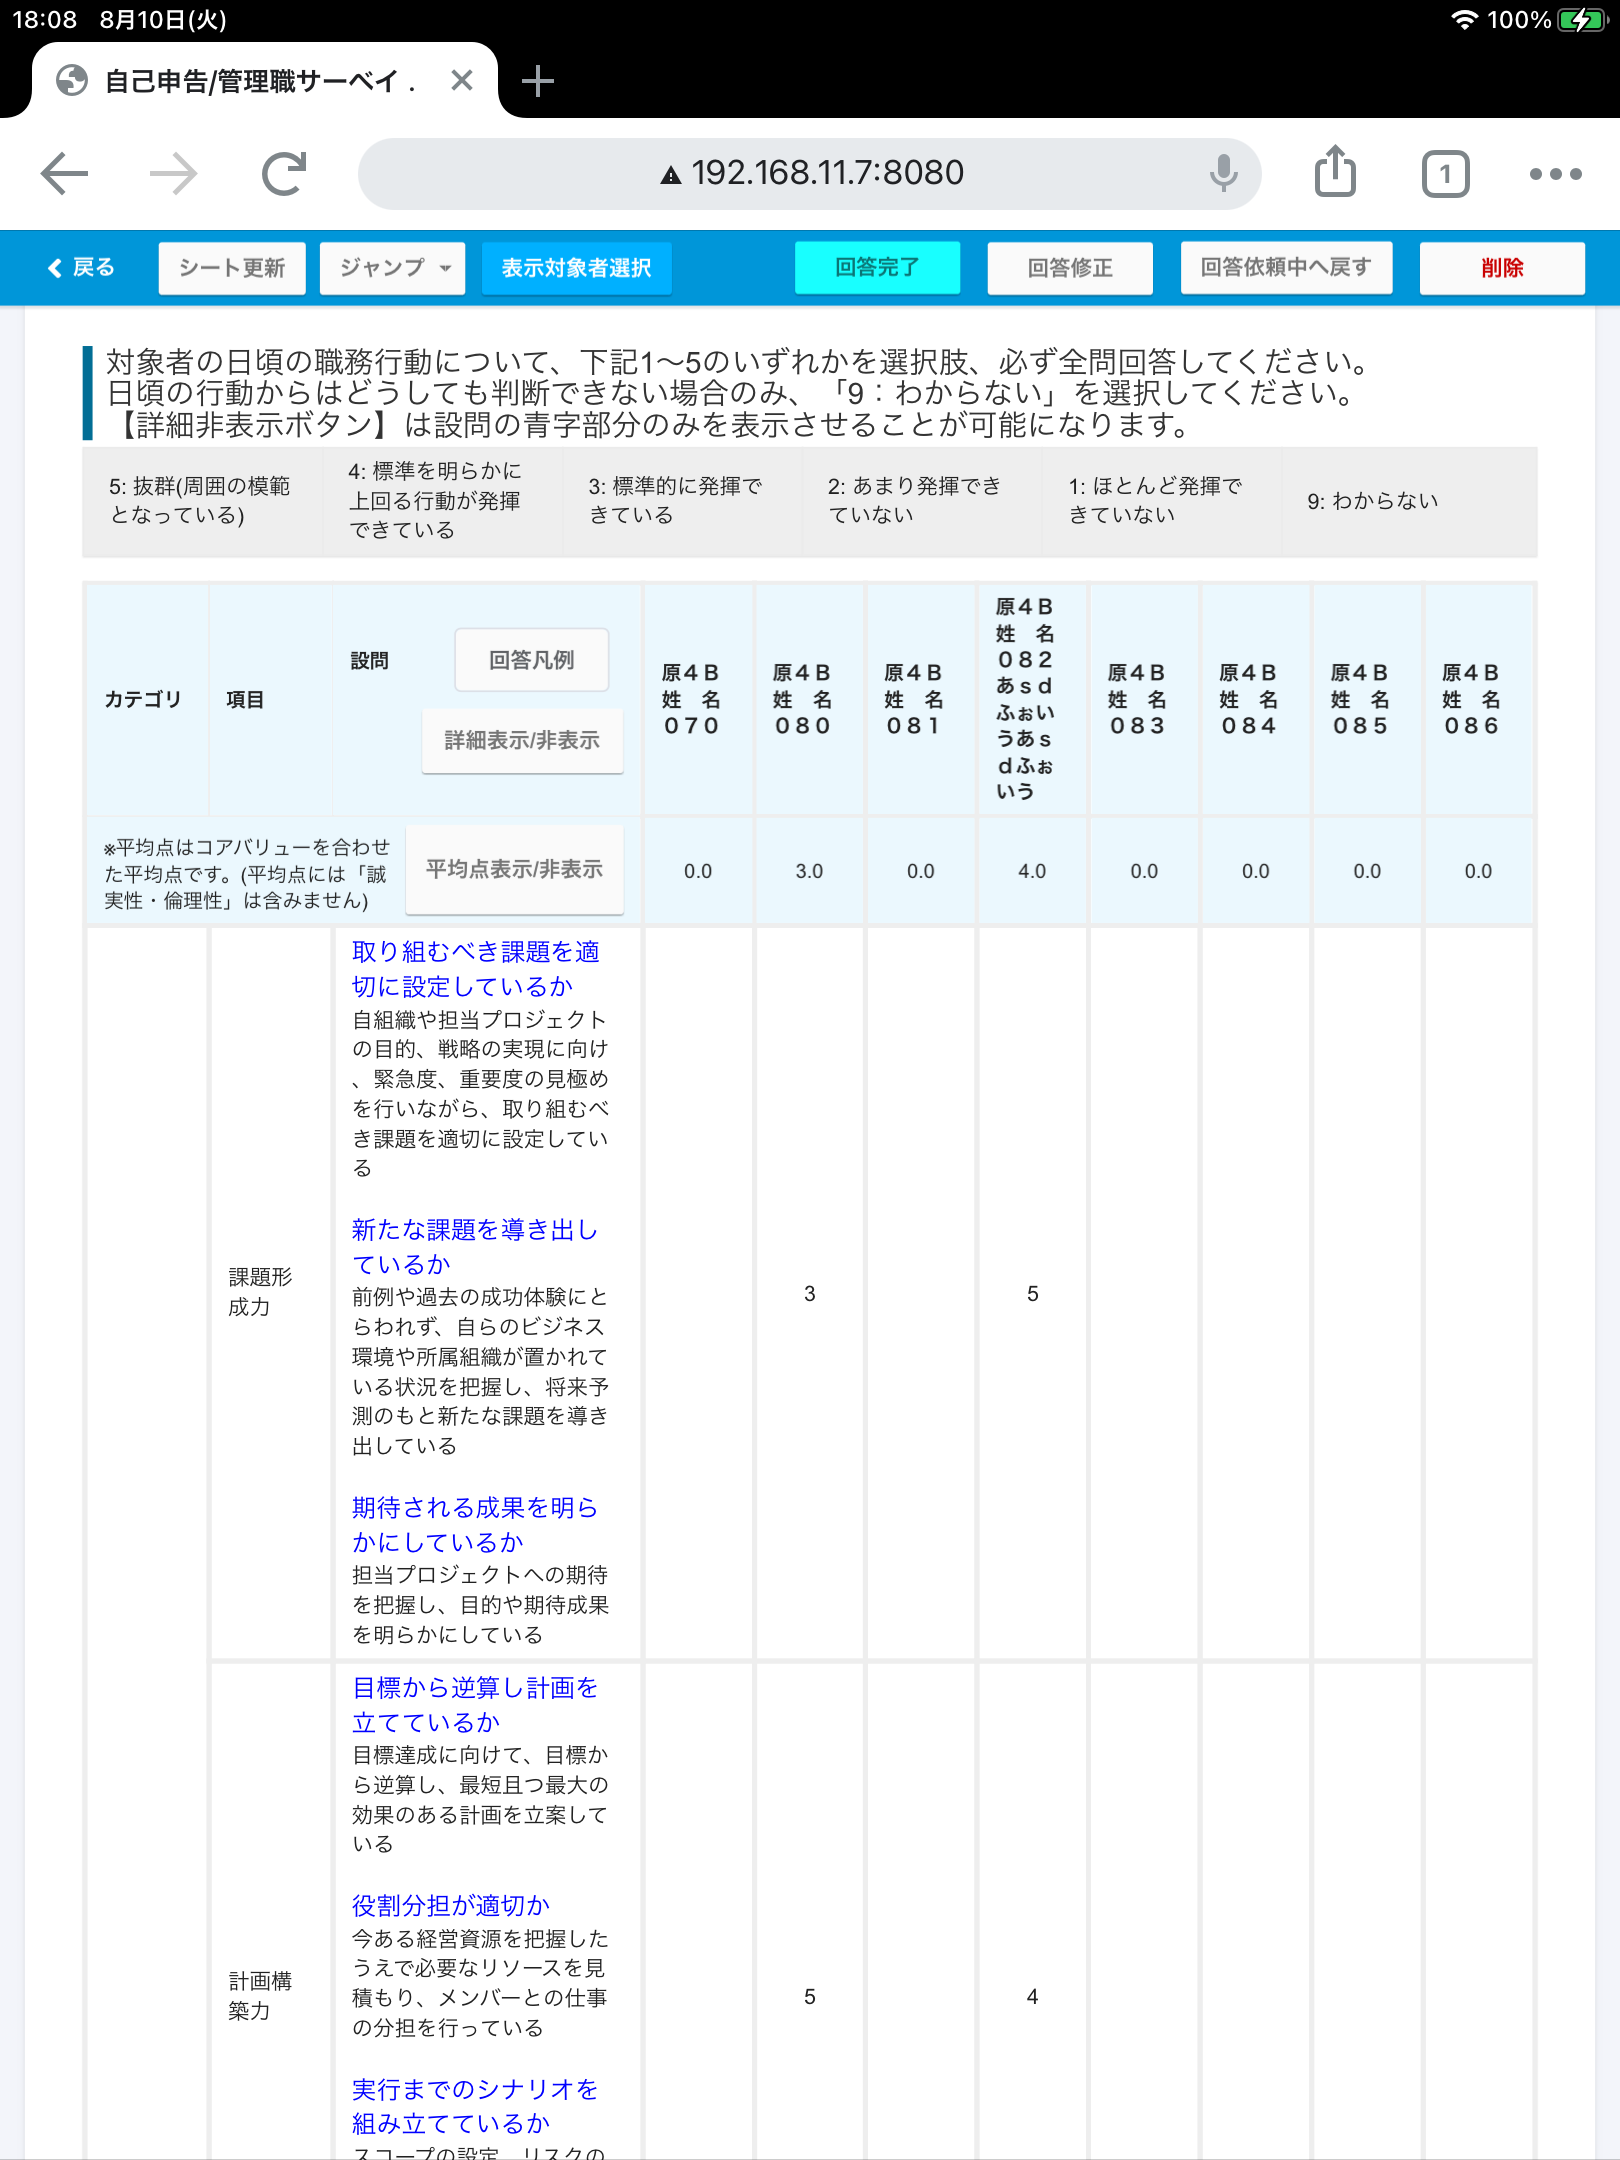 18:08 8月10日(火) 100%
自己申告/管理職サーベイ .
192.168.11.7:8080 1
戻る シート更新 ジャンプ 表示対象者選択 回答完了 回答修正 回答依頼中へ戻す 削除
対象者の日頃の職務行動について、下記1〜5のいずれかを選択肢、必ず全問回答してください。
日頃の行動からはどうしても判断できない場合のみ、「9：わからない」を選択してください。
【詳細非表示ボタン】は設問の青字部分のみを表示させることが可能になります。
5: 抜群(周囲の模範
となっている)
4: 標準を明らかに
上回る行動が発揮
できている
3: 標準的に発揮で
きている
2: あまり発揮でき
ていない
1: ほとんど発揮で
きていない
9: わからない
カテゴリ
項目
設問
回答凡例
詳細表示/非表示
原４Ｂ
姓　名
０７０
原４Ｂ
姓　名
０８０
原４Ｂ
姓　名
０８１
原４Ｂ
姓　名
０８２
あｓｄ
ふぉい
うあｓ
ｄふぉ
いう
原４Ｂ
姓　名
０８３
原４Ｂ
姓　名
０８４
原４Ｂ
姓　名
０８５
原４Ｂ
姓　名
０８６
※平均点はコアバリューを合わせ
た平均点です。(平均点には「誠
実性・倫理性」は含みません)
平均点表示/非表示
0.0 3.0 0.0 4.0 0.0 0.0 0.0 0.0
課題形
成力
取り組むべき課題を適
切に設定しているか
自組織や担当プロジェクト
の目的、戦略の実現に向け
、緊急度、重要度の見極め
を行いながら、取り組むべ
き課題を適切に設定してい
る
新たな課題を導き出し
ているか
前例や過去の成功体験にと
らわれず、自らのビジネス
環境や所属組織が置かれて
いる状況を把握し、将来予
測のもと新たな課題を導き
出している
期待される成果を明ら
かにしているか
担当プロジェクトへの期待
を把握し、目的や期待成果
を明らかにしている
3 5
計画構
築力
目標から逆算し計画を
立てているか
目標達成に向けて、目標か
ら逆算し、最短且つ最大の
効果のある計画を立案して
いる
役割分担が適切か
今ある経営資源を把握した
うえで必要なリソースを見
積もり、メンバーとの仕事
の分担を行っている
実行までのシナリオを
組み立てているか
スコープの設定、リスクの
5 4